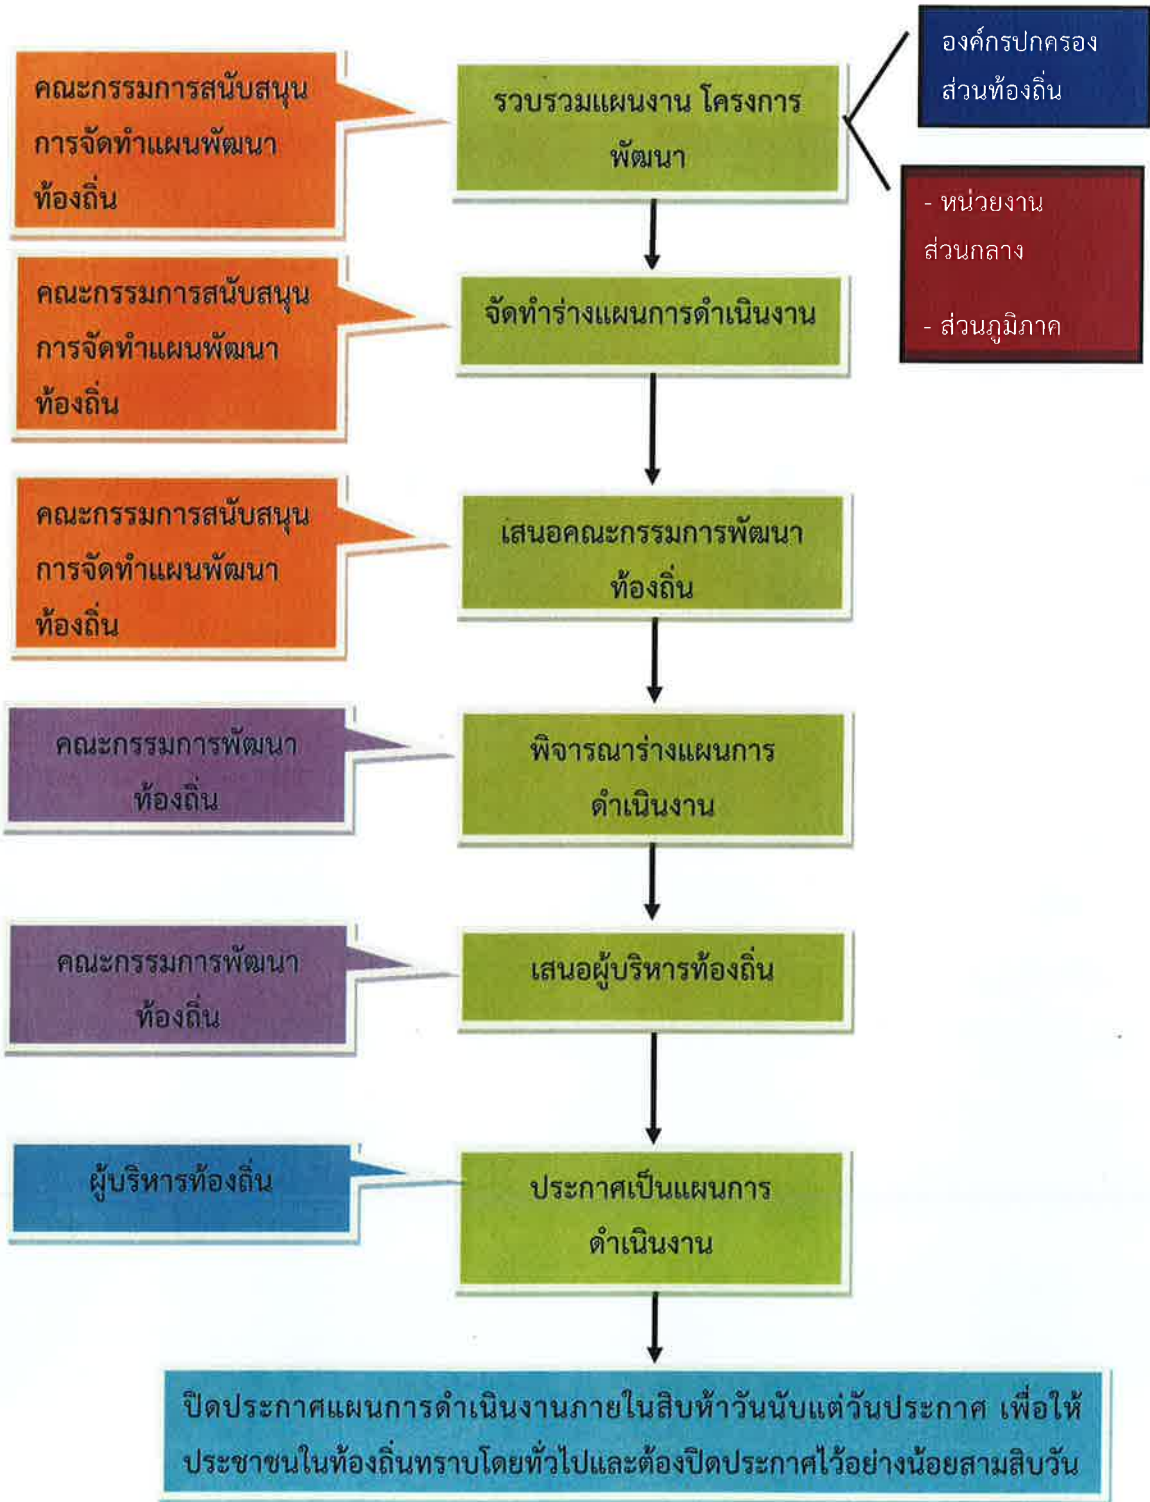 องค์กรปกครอง
ส่วนท้องถิ่น
คณะกรรมการสนับสนุน
การจัดทำแผนพัฒนา
ท้องถิ่น
รวบรวมแผนงาน โครงการ
พัฒนา
- หน่วยงาน
ส่วนกลาง
- ส่วนภูมิภาค
คณะกรรมการสนับสนุน
การจัดทำแผนพัฒนา
ท้องถิ่น
จัดทำร่างแผนการดำเนินงาน
คณะกรรมการสนับสนุน
การจัดทำแผนพัฒนา
ท้องถิ่น
เสนอคณะกรรมการพัฒนา
ท้องถิ่น
คณะกรรมการพัฒนา
ท้องถิ่น
พิจารณาร่างแผนการ
ดำเนินงาน
คณะกรรมการพัฒนา
ท้องถิ่น
เสนอผู้บริหารท้องถิ่น
ผู้บริหารท้องถิ่น
ประกาศเป็นแผนการ
ดำเนินงาน
ปิดประกาศแผนการดำเนินงานภายในสิบห้าวันนับแต่วันประกาศ เพื่อให้
ประชาชนในท้องถิ่นทราบโดยทั่วไปและต้องปิดประกาศไว้อย่างน้อยสามสิบวัน